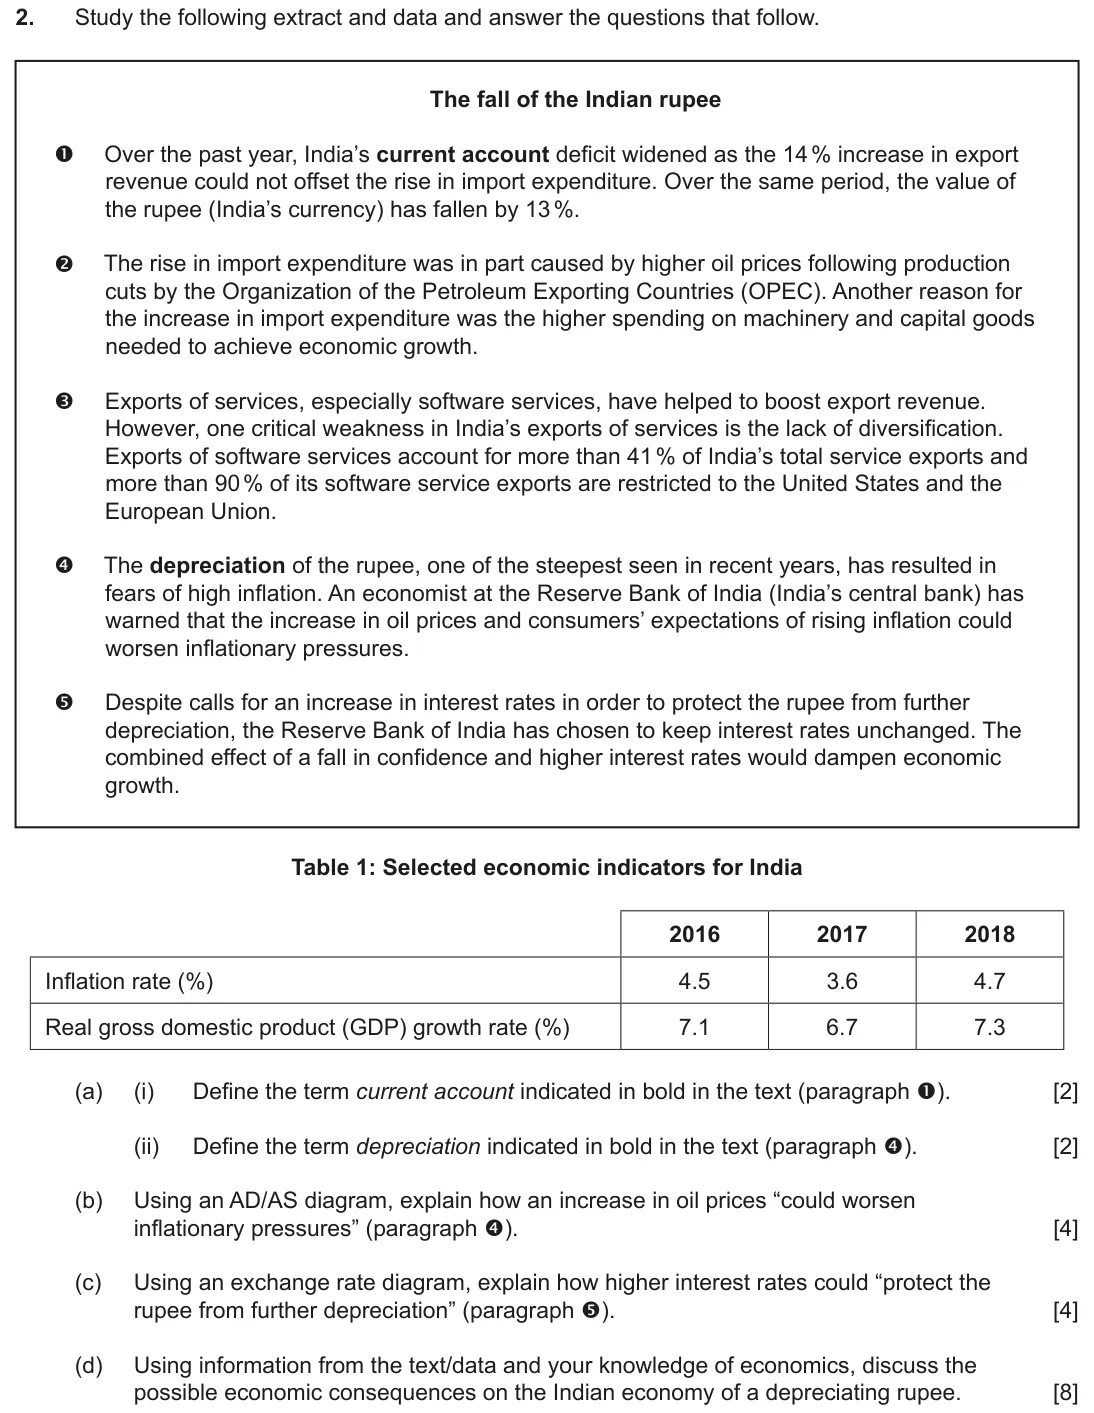 2. Study the following extract and data and answer the questions that follow.
The fall of the Indian rupee
❶ Over the past year, India’s current account deficit widened as the 14 % increase in export
revenue could not offset the rise in import expenditure. Over the same period, the value of
the rupee (India’s currency) has fallen by 13 %.
❷ The rise in import expenditure was in part caused by higher oil prices following production
cuts by the Organization of the Petroleum Exporting Countries (OPEC). Another reason for
the increase in import expenditure was the higher spending on machinery and capital goods
needed to achieve economic growth.
❸ Exports of services, especially software services, have helped to boost export revenue.
However, one critical weakness in India’s exports of services is the lack of diversification.
Exports of software services account for more than 41 % of India’s total service exports and
more than 90 % of its software service exports are restricted to the United States and the
European Union.
❹ The depreciation of the rupee, one of the steepest seen in recent years, has resulted in
fears of high inflation. An economist at the Reserve Bank of India (India’s central bank) has
warned that the increase in oil prices and consumers’ expectations of rising inflation could
worsen inflationary pressures.
❺ Despite calls for an increase in interest rates in order to protect the rupee from further
depreciation, the Reserve Bank of India has chosen to keep interest rates unchanged. The
combined effect of a fall in confidence and higher interest rates would dampen economic
growth.
Table 1: Selected economic indicators for India
2016 2017 2018
Inflation rate (%) 4.5 3.6 4.7
Real gross domestic product (GDP) growth rate (%) 7.1 6.7 7.3
(a) (i) Define the term current account indicated in bold in the text (paragraph ❶). [2]
(ii) Define the term depreciation indicated in bold in the text (paragraph ❹). [2]
(b) Using an AD/AS diagram, explain how an increase in oil prices “could worsen
inflationary pressures” (paragraph ❹). [4]
(c) Using an exchange rate diagram, explain how higher interest rates could “protect the
rupee from further depreciation” (paragraph ❺). [4]
(d) Using information from the text/data and your knowledge of economics, discuss the
possible economic consequences on the Indian economy of a depreciating rupee. [8]